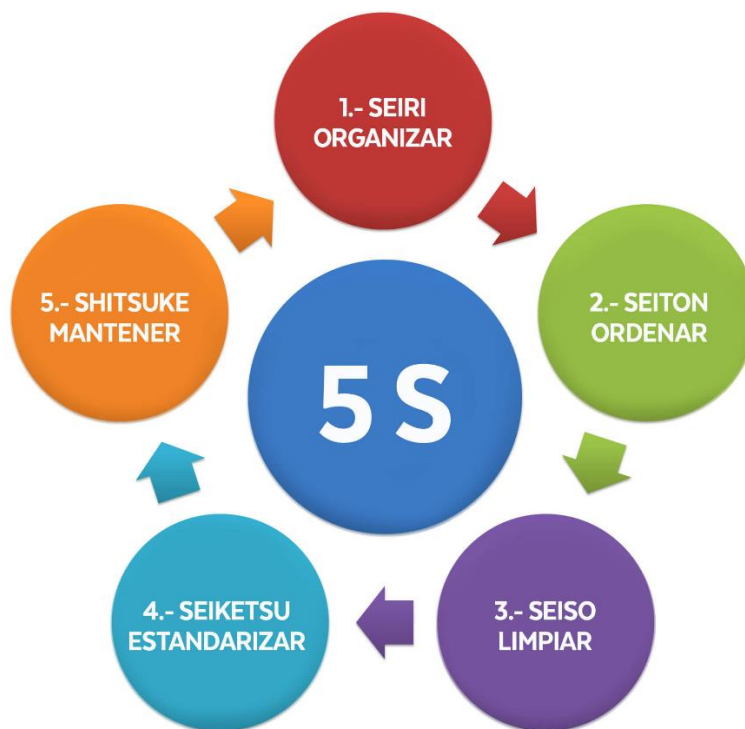 1.- SEIRI
ORGANIZAR
2.- SEITON
ORDENAR
3.- SEISO
LIMPIAR
4.- SEIKETSU
ESTANDARIZAR
5.- SHITSUKE
MANTENER
5 S